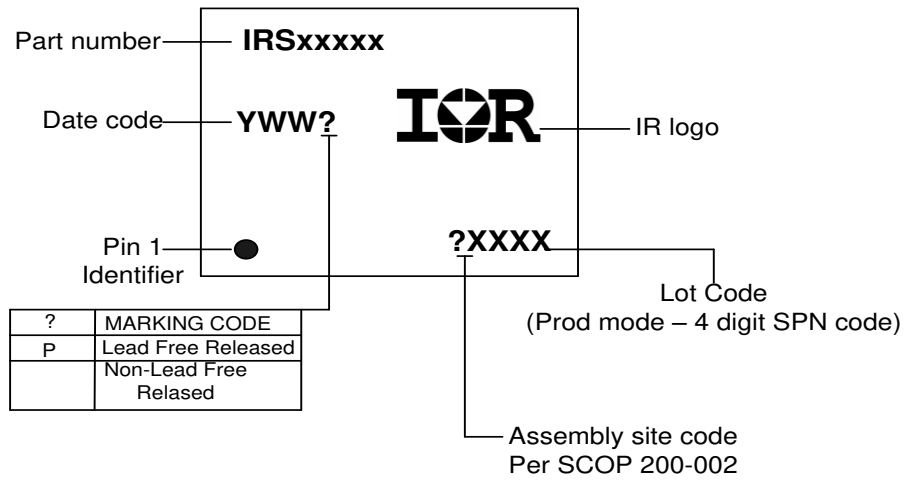 Part number
IRSxxxxx
Date code
YWW?
IOR
IR logo
Pin 1
Identifier
?XXXX
Lot Code
(Prod mode – 4 digit SPN code)
? MARKING CODE
P Lead Free Released
Non-Lead Free
Relased
Assembly site code
Per SCOP 200-002